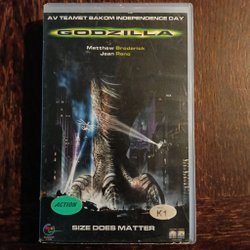 AV TEAMET BAKOM INDEPENDENCE DAY
GODZILLA
Matthew Broderick
Jean Reno
ACTION
K1
SIZE DOES MATTER